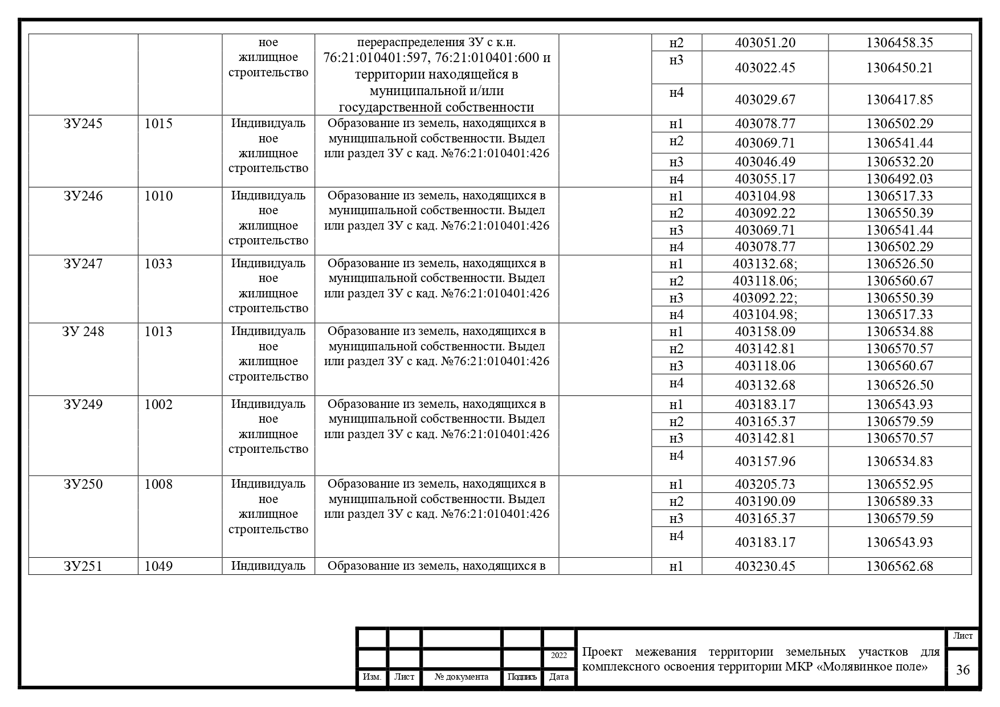 ное
жилищное
строительство
перераспределения ЗУ с к.н.
76:21:010401:597, 76:21:010401:600 и
территории находящейся в
муниципальной и/или
государственной собственности
н2 403051.20 1306458.35
н3 403022.45 1306450.21
н4 403029.67 1306417.85
ЗУ245 1015
Индивидуаль
ное
жилищное
строительство
Образование из земель, находящихся в
муниципальной собственности. Выдел
или раздел ЗУ с кад. №76:21:010401:426
н1 403078.77 1306502.29
н2 403069.71 1306541.44
н3 403046.49 1306532.20
н4 403055.17 1306492.03
ЗУ246 1010
Индивидуаль
ное
жилищное
строительство
Образование из земель, находящихся в
муниципальной собственности. Выдел
или раздел ЗУ с кад. №76:21:010401:426
н1 403104.98 1306517.33
н2 403092.22 1306550.39
н3 403069.71 1306541.44
н4 403078.77 1306502.29
ЗУ247 1033
Индивидуаль
ное
жилищное
строительство
Образование из земель, находящихся в
муниципальной собственности. Выдел
или раздел ЗУ с кад. №76:21:010401:426
н1 403132.68; 1306526.50
н2 403118.06; 1306560.67
н3 403092.22; 1306550.39
н4 403104.98; 1306517.33
ЗУ 248 1013
Индивидуаль
ное
жилищное
строительство
Образование из земель, находящихся в
муниципальной собственности. Выдел
или раздел ЗУ с кад. №76:21:010401:426
н1 403158.09 1306534.88
н2 403142.81 1306570.57
н3 403118.06 1306560.67
н4 403132.68 1306526.50
ЗУ249 1002
Индивидуаль
ное
жилищное
строительство
Образование из земель, находящихся в
муниципальной собственности. Выдел
или раздел ЗУ с кад. №76:21:010401:426
н1 403183.17 1306543.93
н2 403165.37 1306579.59
н3 403142.81 1306570.57
н4 403157.96 1306534.83
ЗУ250 1008
Индивидуаль
ное
жилищное
строительство
Образование из земель, находящихся в
муниципальной собственности. Выдел
или раздел ЗУ с кад. №76:21:010401:426
н1 403205.73 1306552.95
н2 403190.09 1306589.33
н3 403165.37 1306579.59
н4 403183.17 1306543.93
ЗУ251 1049 Индивидуаль Образование из земель, находящихся в н1 403230.45 1306562.68
2022
Изм. Лист № документа Подпись Дата
Проект межевания территории земельных участков для
комплексного освоения территории МКР «Молявинкое поле»
Лист
36